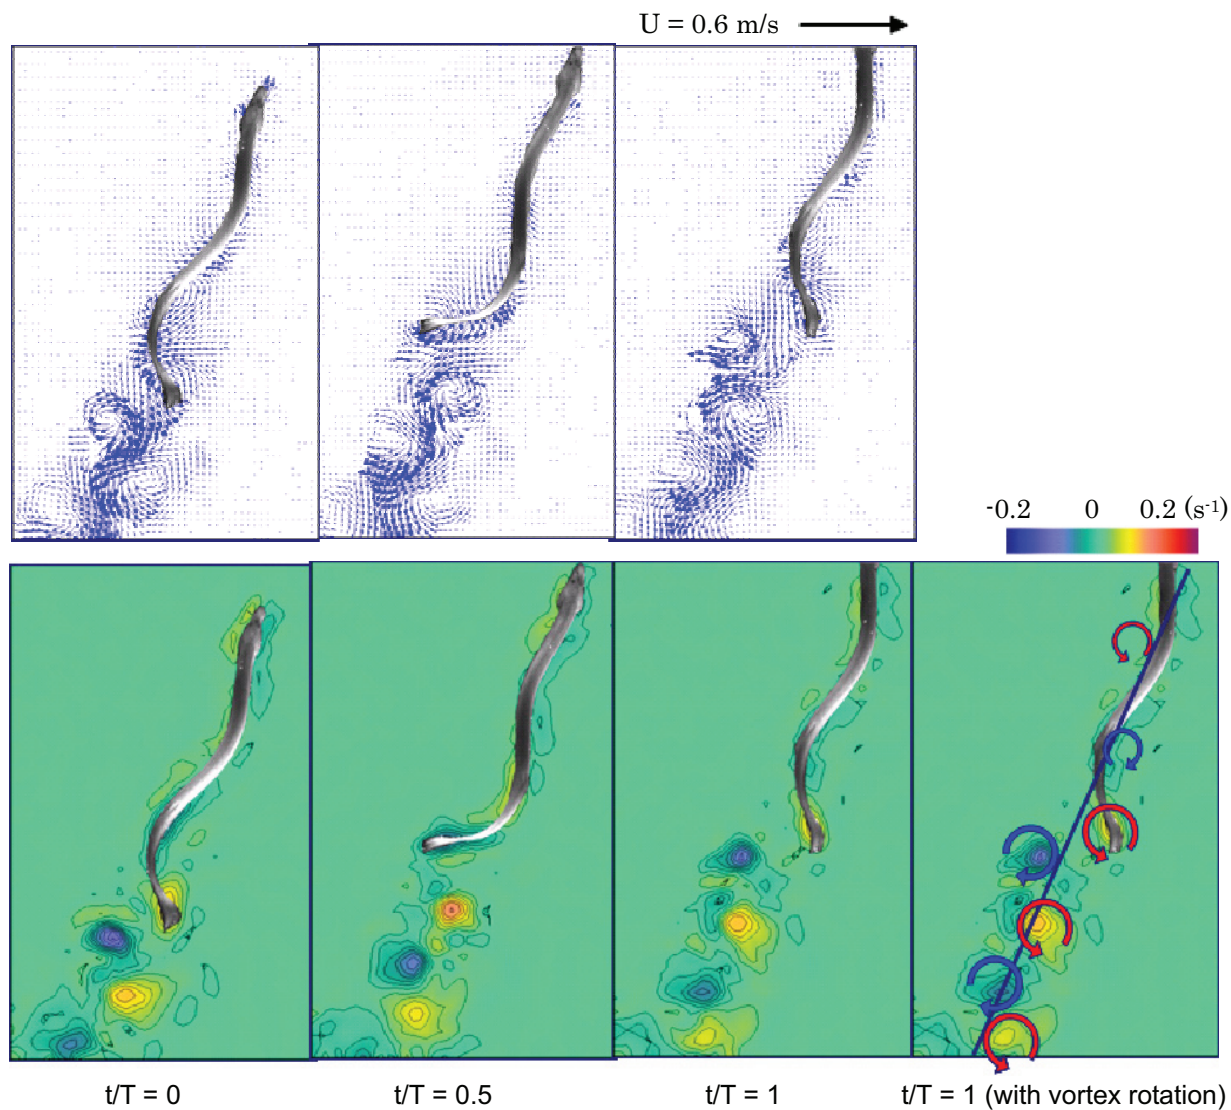 U = 0.6 m/s
-0.2 0 0.2 (s-1)
t/T = 0 t/T = 0.5 t/T = 1 t/T = 1 (with vortex rotation)